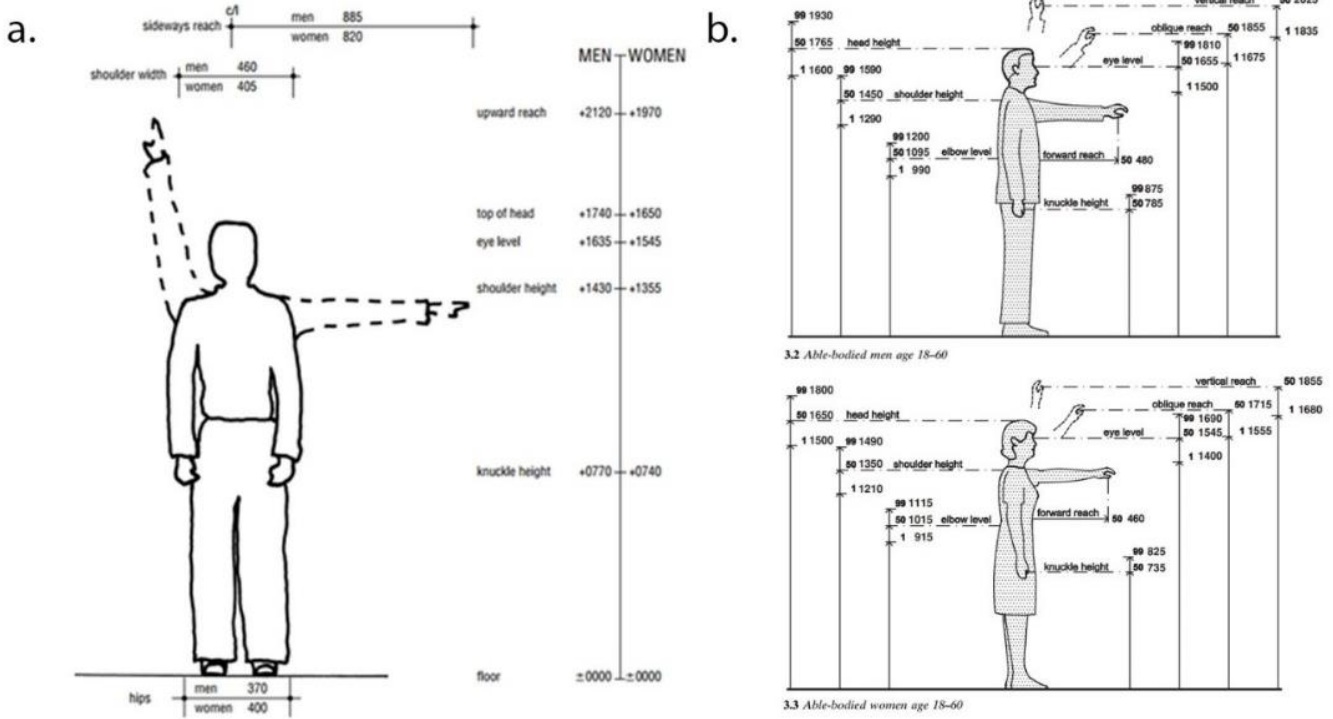 a.
c/l
sideways reach men 885
women 820
shoulder width men 460
women 405
MEN WOMEN
upward reach +2120 +1970
top of head +1740 +1650
eye level +1635 +1545
shoulder height +1430 +1355
knuckle height +0770 +0740
floor ±0000 ±0000
hips men 370
women 400
b.
vertical reach
99 1930
oblique reach 50 1855
1 1835
50 1765 head height
99 1810
eye level 50 1655 1 1675
1 1600 99 1590
1 1500
50 1450 shoulder height
1 1290
99 1200
50 1095 elbow level forward reach 50 480
1 990
99 875
knuckle height 50 785
3.2 Able-bodied men age 18–60
vertical reach 50 1855
99 1800
oblique reach 50 1715 1 1680
50 1650 head height
99 1690
eye level 50 1545 1 1555
1 1500 99 1490
1 1400
50 1350 shoulder height
1 1210
99 1115
forward reach 50 460
50 1015 elbow level
1 915
99 825
knuckle height 50 735
3.3 Able-bodied women age 18–60